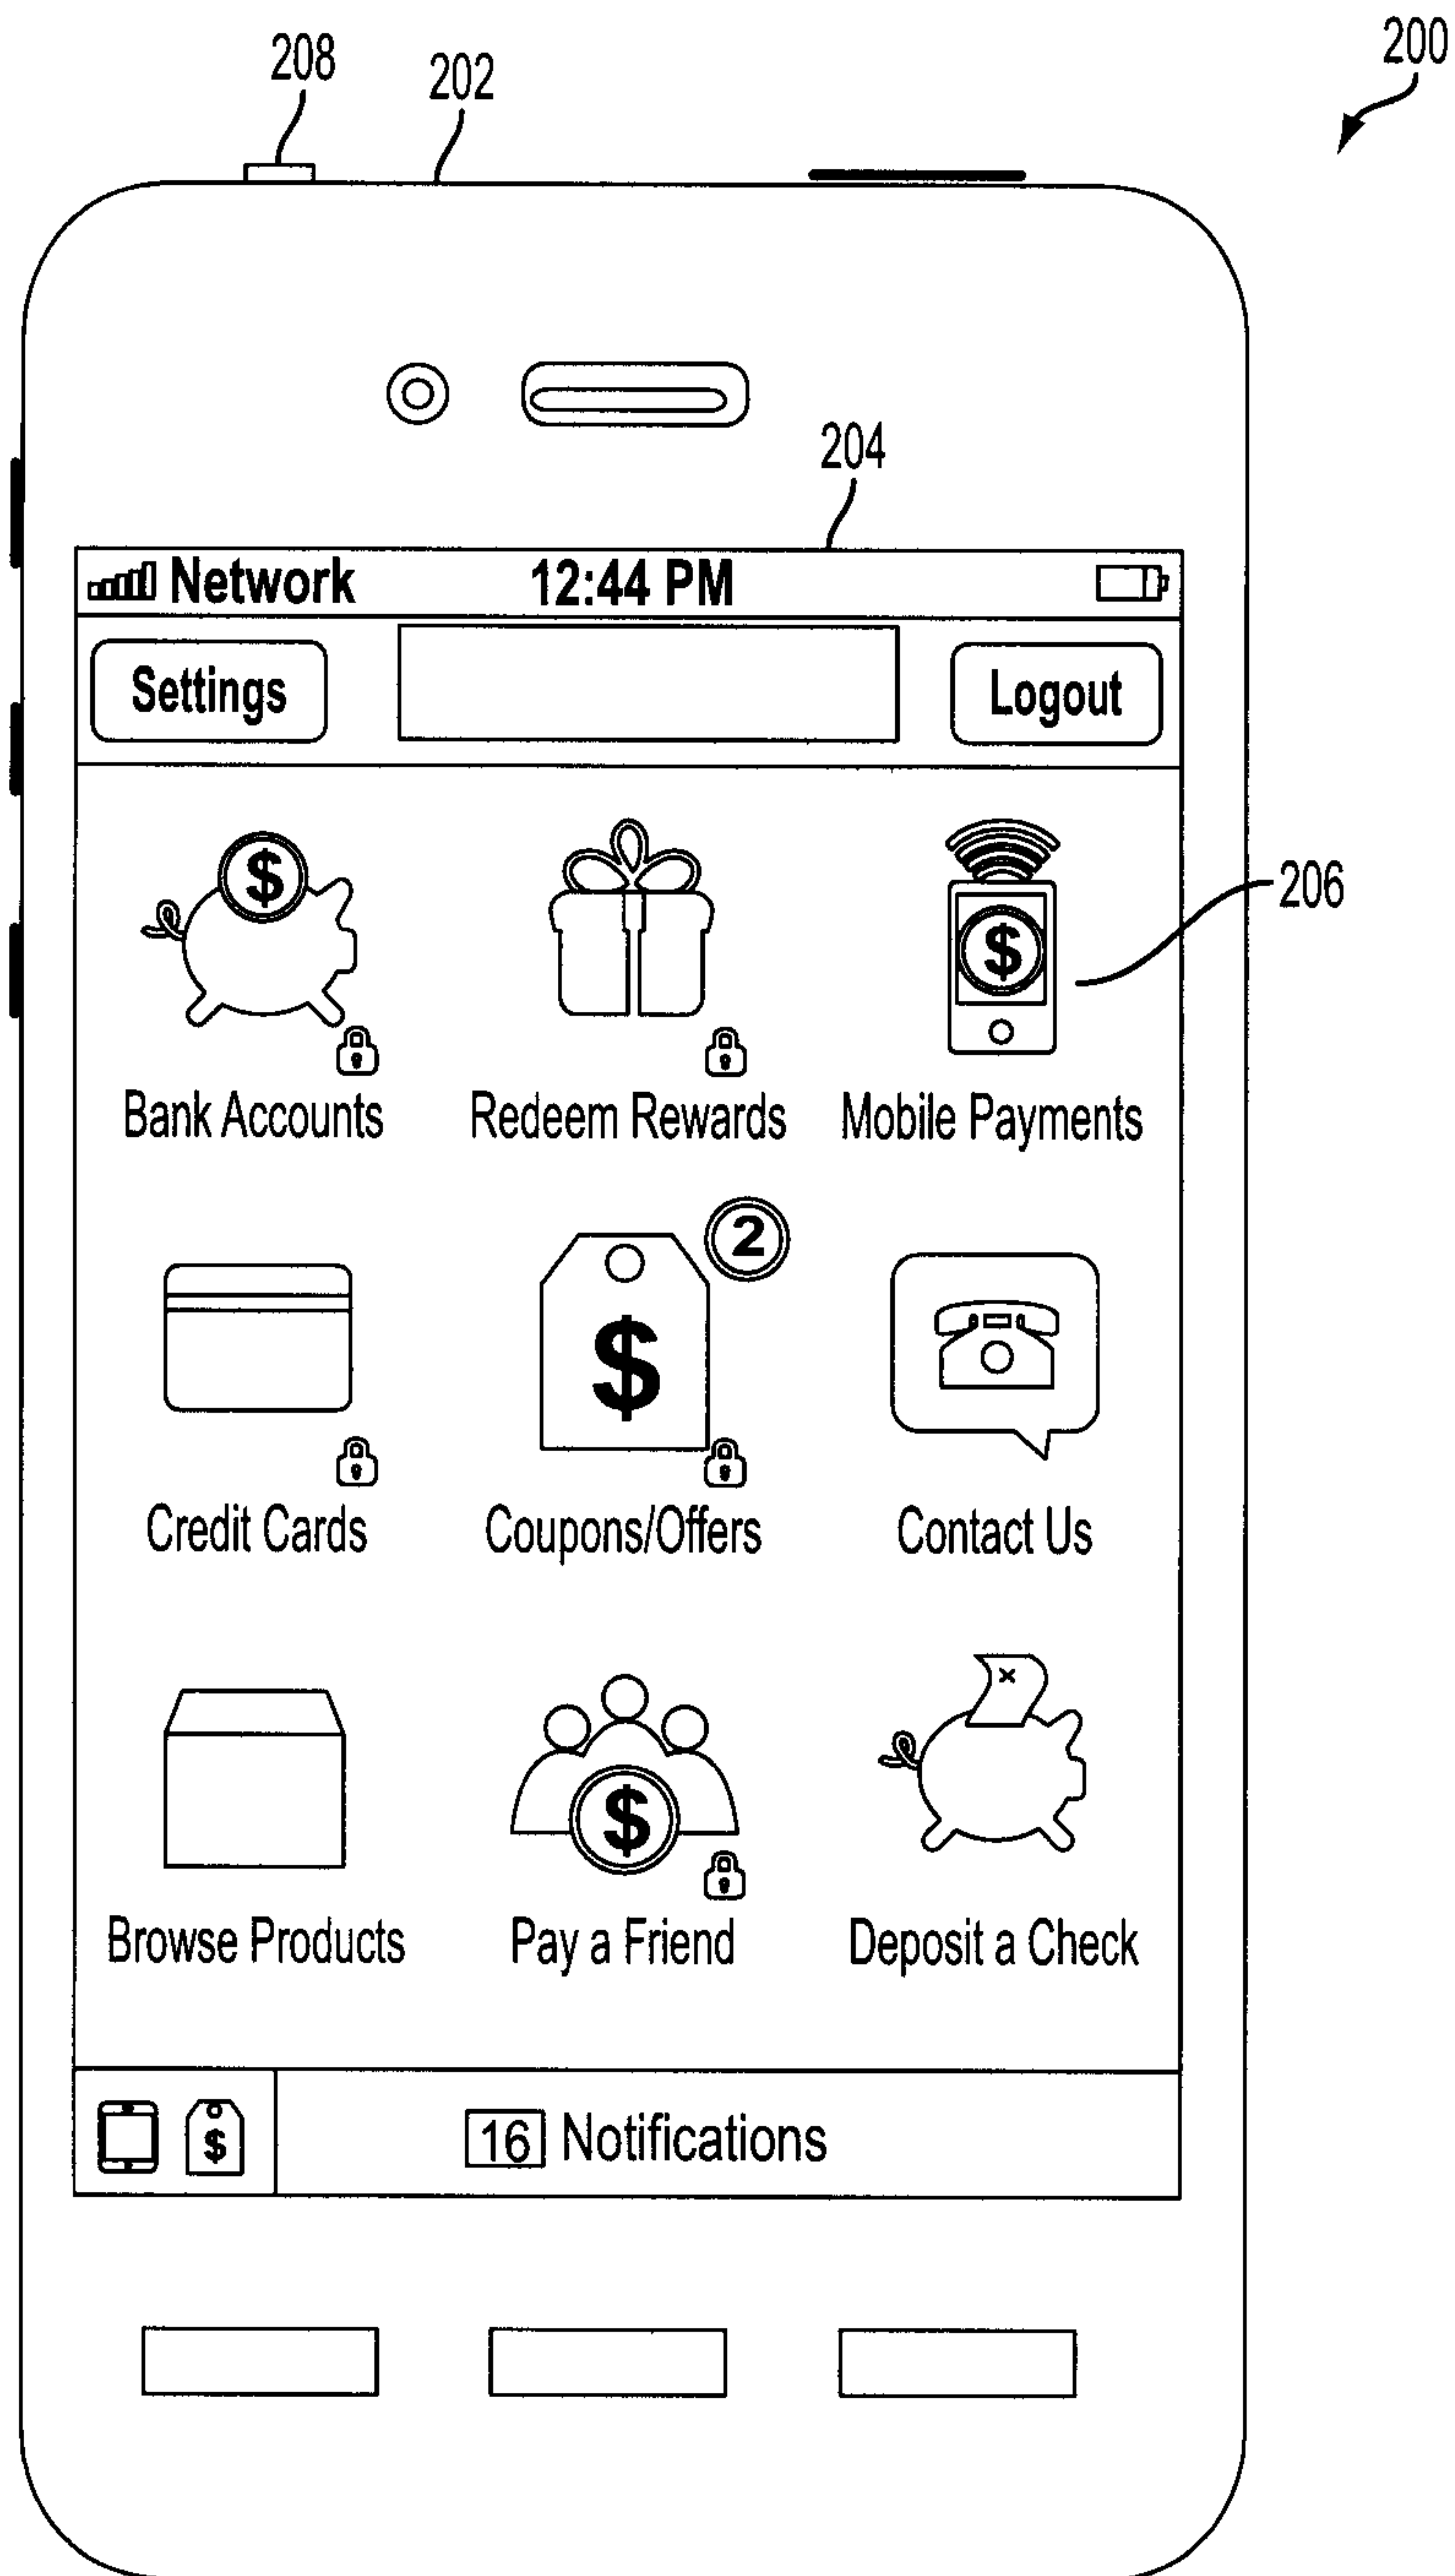 200
208
202
204
Network 12:44 PM
Settings Logout
$
$
206
Bank Accounts Redeem Rewards Mobile Payments
2
$
Credit Cards Coupons/Offers Contact Us
x
$
Browse Products Pay a Friend Deposit a Check
$ 16 Notifications